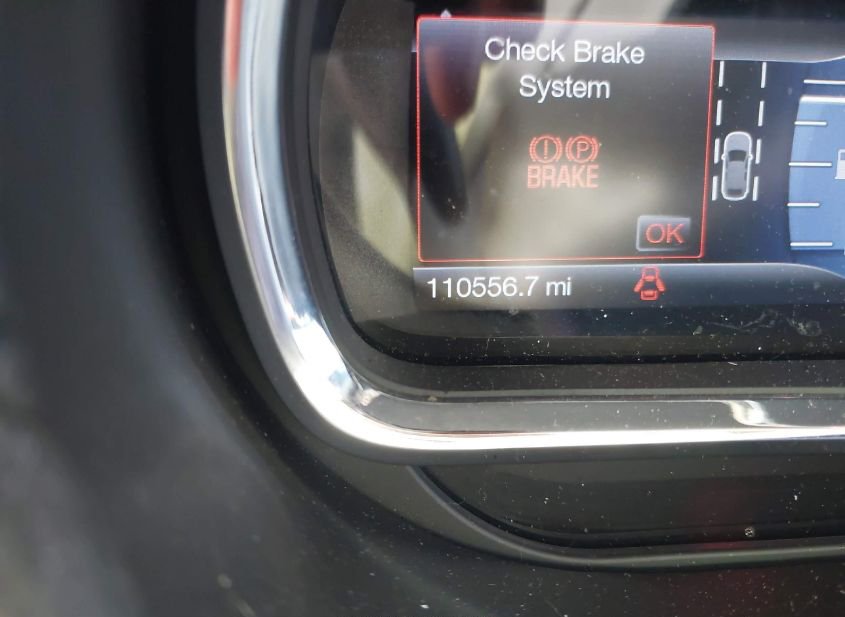 Check Brake
System
(!) (P)
BRAKE
OK
110556.7 mi